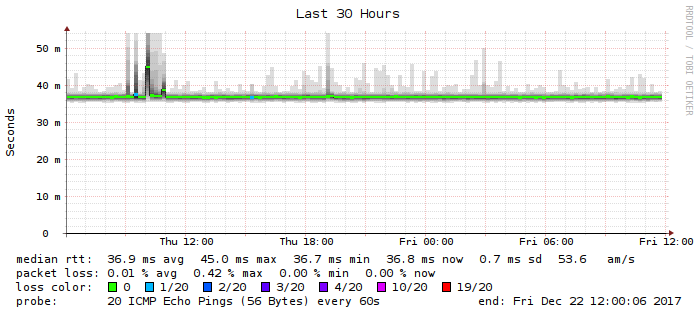 Last 30 Hours
RRDTOOL / TOBI OETIKER
Seconds
50 m
40 m
30 m
20 m
10 m
0
Thu 12:00 Thu 18:00 Fri 00:00 Fri 06:00 Fri 12:00
median rtt: 36.9 ms avg 45.0 ms max 36.7 ms min 36.8 ms now 0.7 ms sd 53.6 am/s
packet loss: 0.01 % avg 0.42 % max 0.00 % min 0.00 % now
loss color: 0 1/20 2/20 3/20 4/20 10/20 19/20
probe: 20 ICMP Echo Pings (56 Bytes) every 60s end: Fri Dec 22 12:00:06 2017